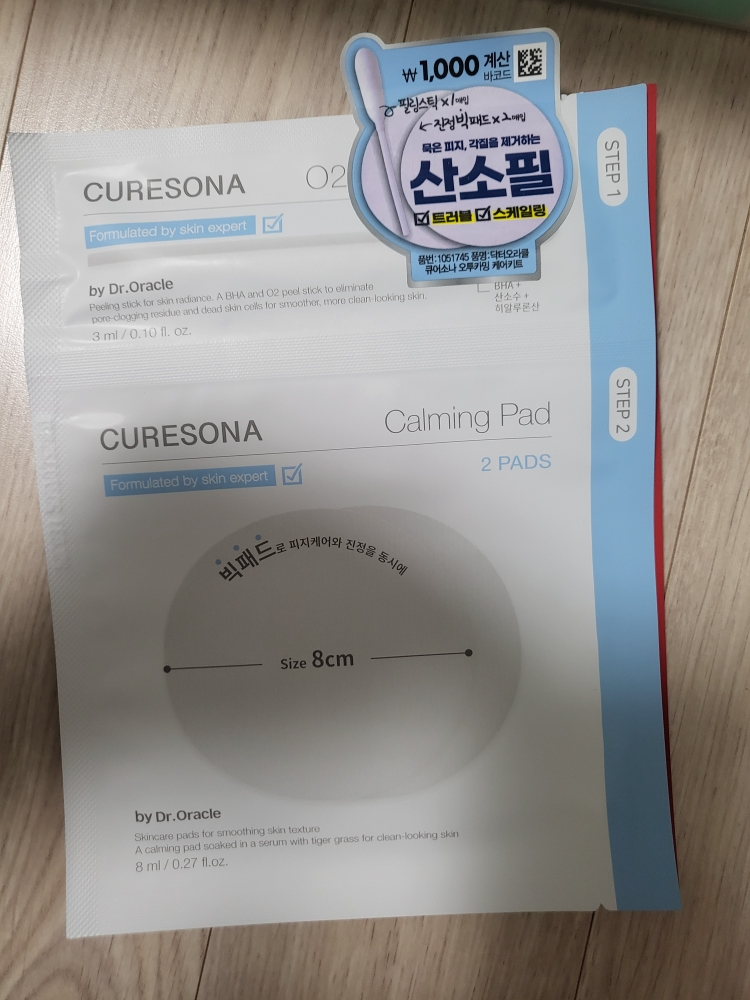 ₩1,000 계산
바코드
필링스틱 x1매입
진정빅패드 x2매입
묵은 피지, 각질을 제거하는
산소필
트러블 스케일링
품번:1051745 품명:닥터오라클
큐어소나 오투카밍 케어키트
STEP 1
CURESONA O2
Formulated by skin expert
by Dr.Oracle
Peeling stick for skin radiance. A BHA and O2 peel stick to eliminate
pore-clogging residue and dead skin cells for smoother, more clean-looking skin.
3 ml / 0.10 fl. oz.
BHA +
산소수 +
히알루론산
STEP 2
CURESONA Calming Pad
Formulated by skin expert
2 PADS
빅패드로 피지케어와 진정을 동시에
Size 8cm
by Dr.Oracle
Skincare pads for smoothing skin texture
A calming pad soaked in a serum with tiger grass for clean-looking skin
8 ml / 0.27 fl.oz.